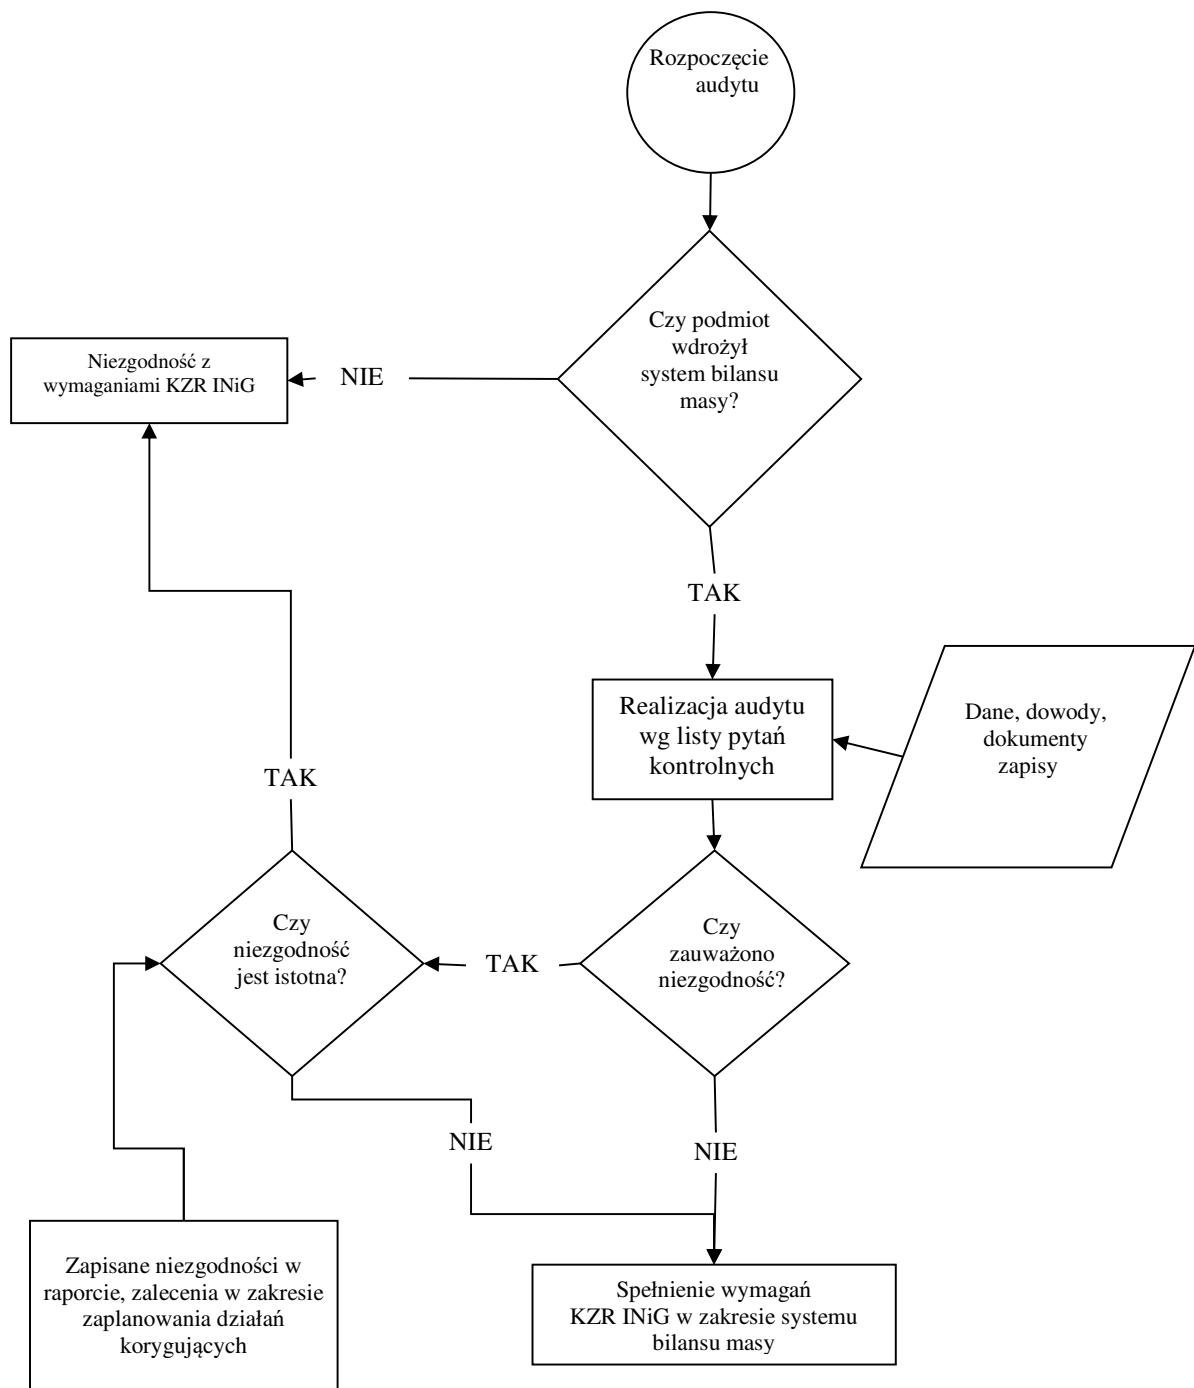 Rozpoczęcie
audytu
Czy podmiot
wdrożył
system bilansu
masy?
NIE
Niezgodność z
wymaganiami KZR INiG
TAK
Realizacja audytu
wg listy pytań
kontrolnych
Dane, dowody,
dokumenty
zapisy
TAK
Czy
niezgodność
jest istotna?
TAK
Czy
zauważono
niezgodność?
NIE
NIE
Zapisane niezgodności w
raporcie, zalecenia w zakresie
zaplanowania działań
korygujących
Spełnienie wymagań
KZR INiG w zakresie systemu
bilansu masy